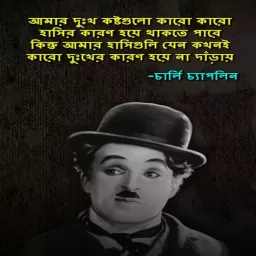 আমার দুঃখ কষ্টগুলো কারো কারো
হাসির কারণ হয়ে থাকতে পারে
কিন্তু আমার হাসিগুলি যেন কখনই
কারো দুঃখের কারণ হয়ে না দাঁড়ায়
-চার্লি চ্যাপলিন